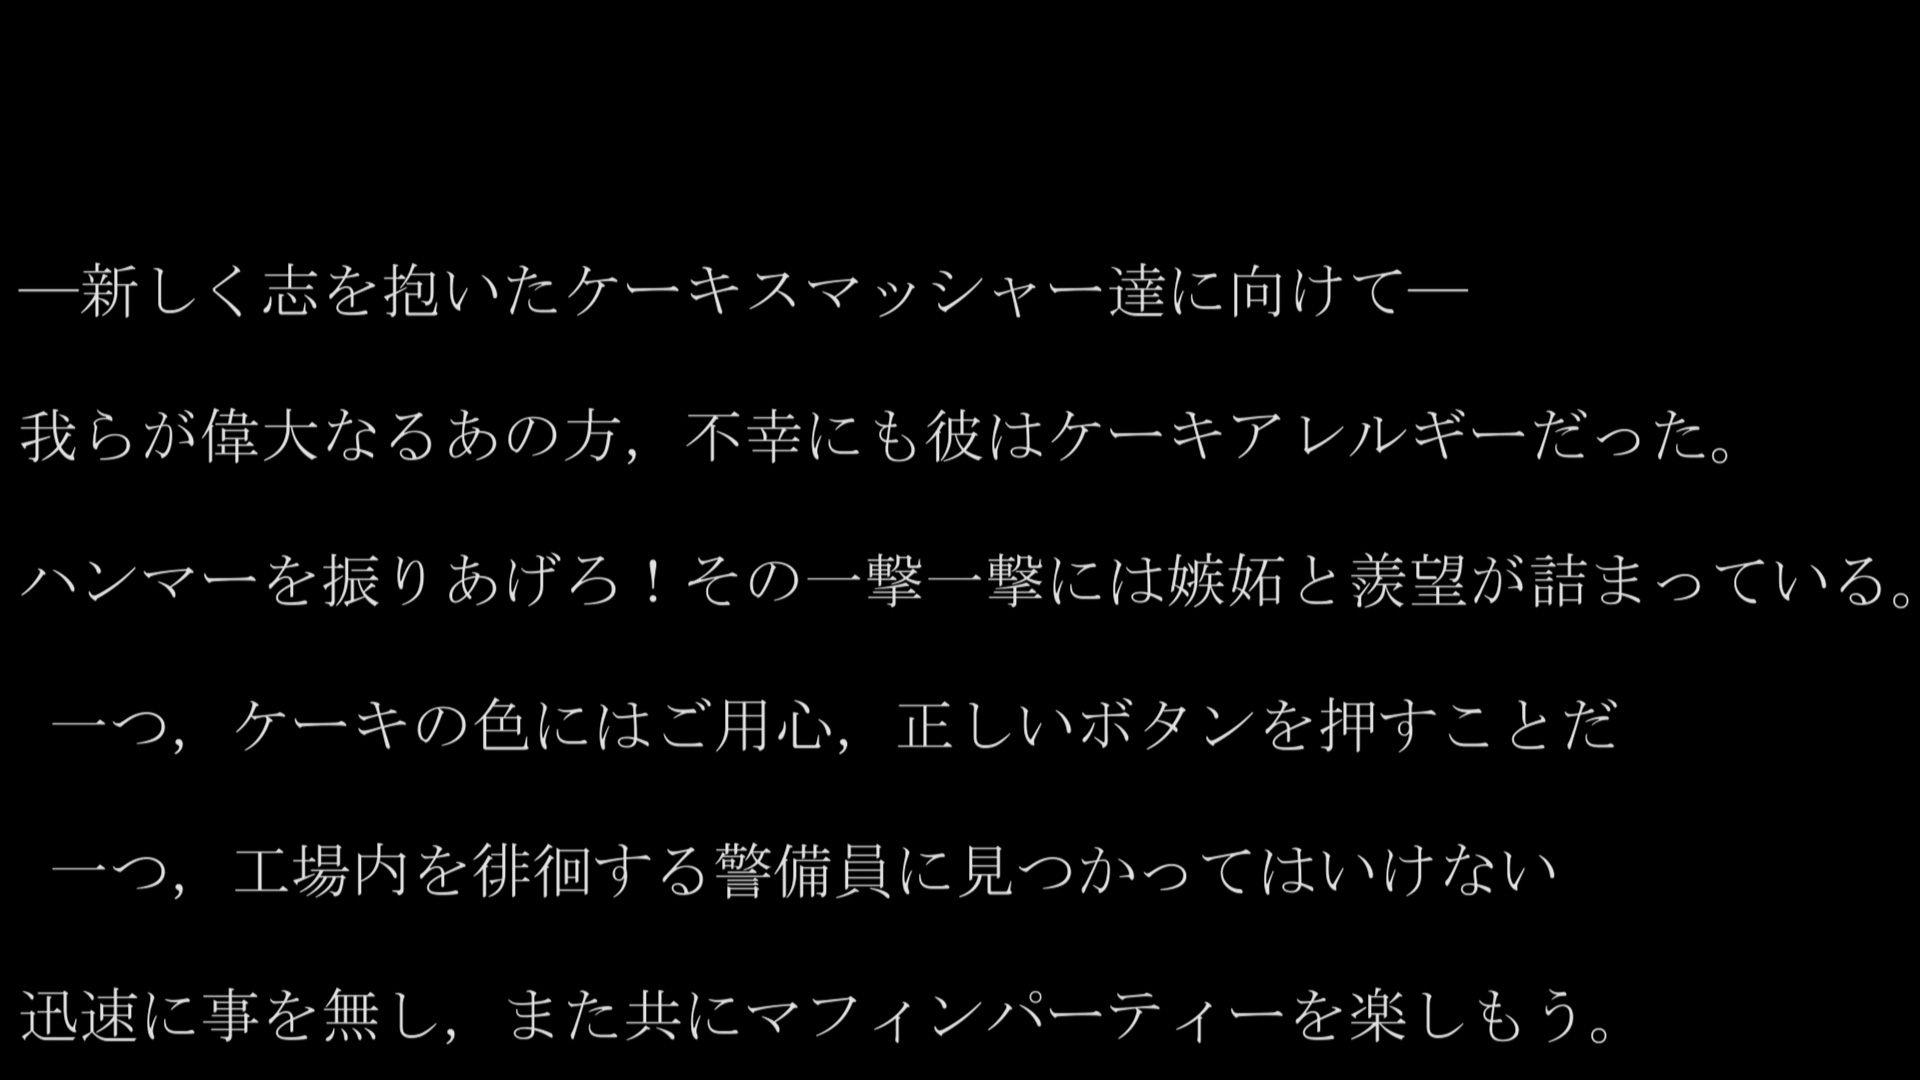 ―新しく志を抱いたケーキスマッシャー達に向けて―
我らが偉大なるあの方，不幸にも彼はケーキアレルギーだった。
ハンマーを振りあげろ！その一撃一撃には嫉妬と羨望が詰まっている。
一つ，ケーキの色にはご用心，正しいボタンを押すことだ
一つ，工場内を徘徊する警備員に見つかってはいけない
迅速に事を無し，また共にマフィンパーティーを楽しもう。